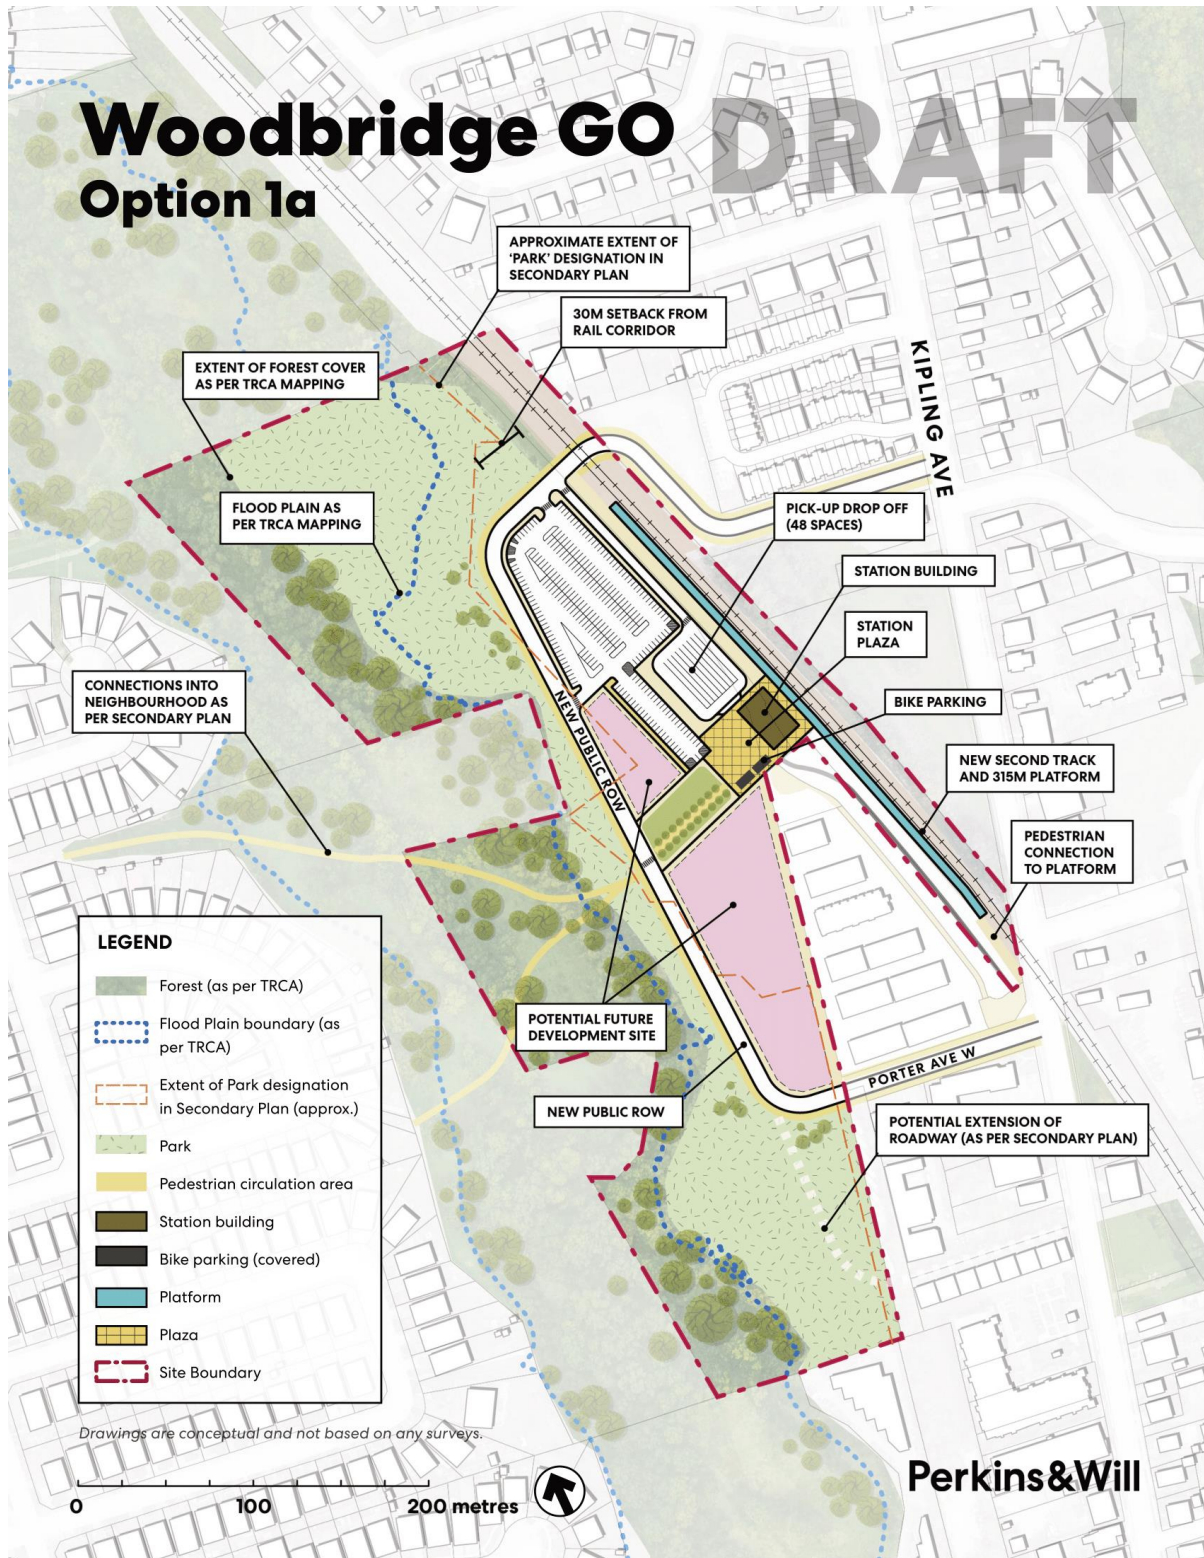 Woodbridge GO
DRAFT
Option 1a
APPROXIMATE EXTENT OF
‘PARK’ DESIGNATION IN
SECONDARY PLAN
30M SETBACK FROM
RAIL CORRIDOR
EXTENT OF FOREST COVER
AS PER TRCA MAPPING
KIPLING AVE
FLOOD PLAIN AS
PER TRCA MAPPING
PICK-UP DROP OFF
(48 SPACES)
STATION BUILDING
STATION
PLAZA
CONNECTIONS INTO
NEIGHBOURHOOD AS
PER SECONDARY PLAN
BIKE PARKING
NEW PUBLIC ROW
NEW SECOND TRACK
AND 315M PLATFORM
PEDESTRIAN
CONNECTION
TO PLATFORM
POTENTIAL FUTURE
DEVELOPMENT SITE
PORTER AVE W
NEW PUBLIC ROW
POTENTIAL EXTENSION OF
ROADWAY (AS PER SECONDARY PLAN)
LEGEND
Forest (as per TRCA)
Flood Plain boundary (as
per TRCA)
Extent of Park designation
in Secondary Plan (approx.)
Park
Pedestrian circulation area
Station building
Bike parking (covered)
Platform
Plaza
Site Boundary
Drawings are conceptual and not based on any surveys.
0 100 200 metres
Perkins&Will